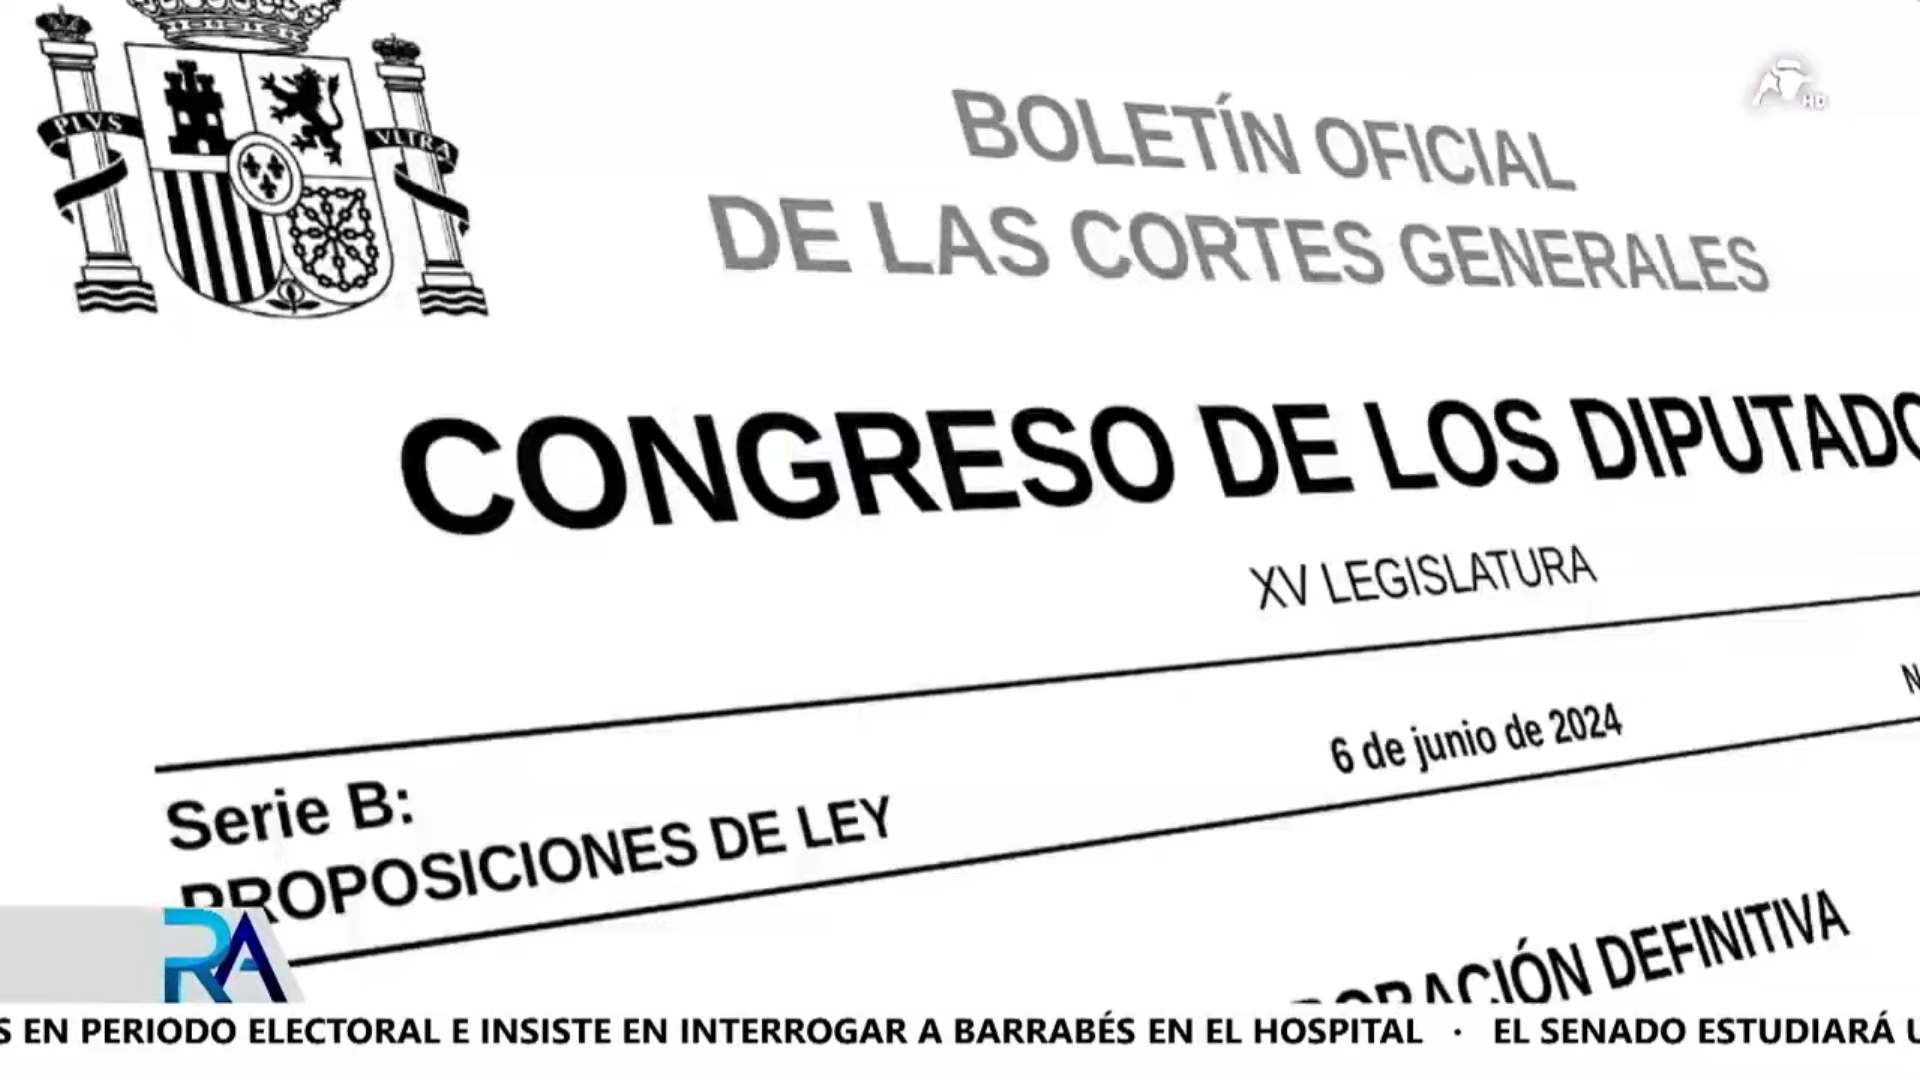 PLVS
VLTRA
BOLETÍN OFICIAL
DE LAS CORTES GENERALES
HD
CONGRESO DE LOS DIPUTADO
XV LEGISLATURA
6 de junio de 2024
N
Serie B:
PROPOSICIONES DE LEY
DEFINITIVA
RA
S EN PERIODO ELECTORAL E INSISTE EN INTERROGAR A BARRABÉS EN EL HOSPITAL · EL SENADO ESTUDIARÁ U